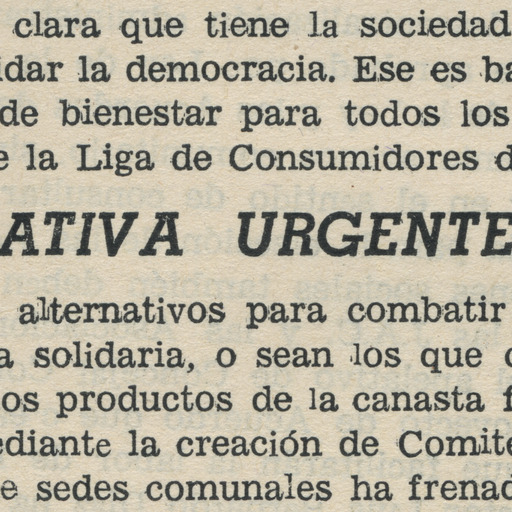 clara que tiene la sociedad
idar la democracia. Ese es ba
de bienestar para todos los
e la Liga de Consumidores d
ATIVA URGENTE
alternativos para combatir
a solidaria, o sean los que
os productos de la canasta f
ediante la creación de Comite
e sedes comunales ha frenad